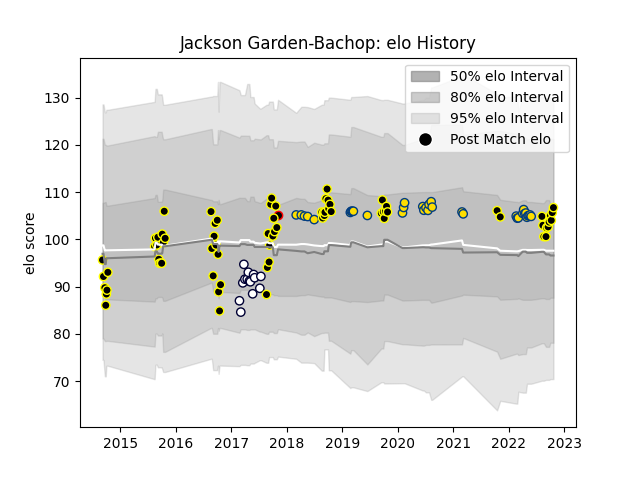 Jackson Garden-Bachop: elo History
50% elo Interval
80% elo Interval
95% elo Interval
Post Match elo
elo score
130
120
110
100
90
80
70
2015 2016 2017 2018 2019 2020 2021 2022 2023